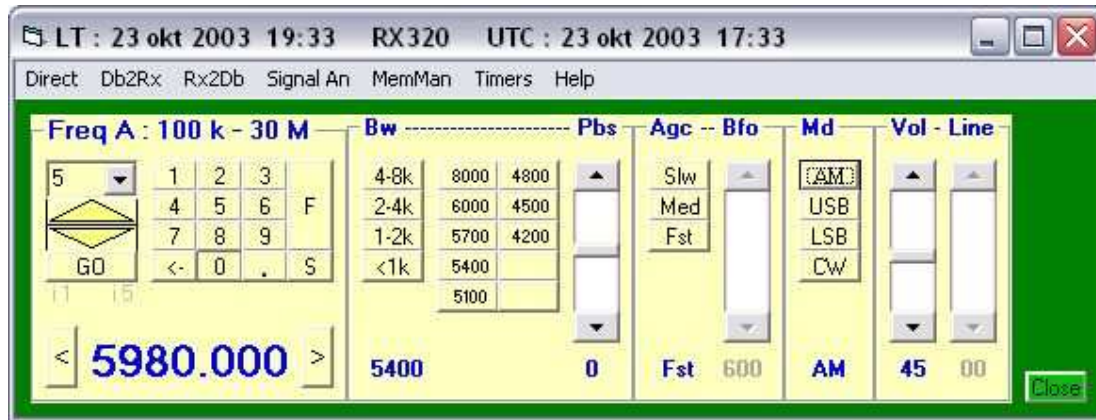 LT : 23 okt 2003 19:33 RX320 UTC : 23 okt 2003 17:33
Direct Db2Rx Rx2Db Signal An MemMan Timers Help
Freq A : 100 k - 30 M Bw ----------------------- Pbs Agc -- Bfo Md Vol - Line
5 1 2 3 4-8k 8000 4800 Slw AM
4 5 6 F 2-4k 6000 4500 Med USB
7 8 9 1-2k 5700 4200 Fst LSB
GO <- 0 . S <1k 5400 CW
i1 i5 5100
< 5980.000 > 5400 0 Fst 600 AM 45 00
Close